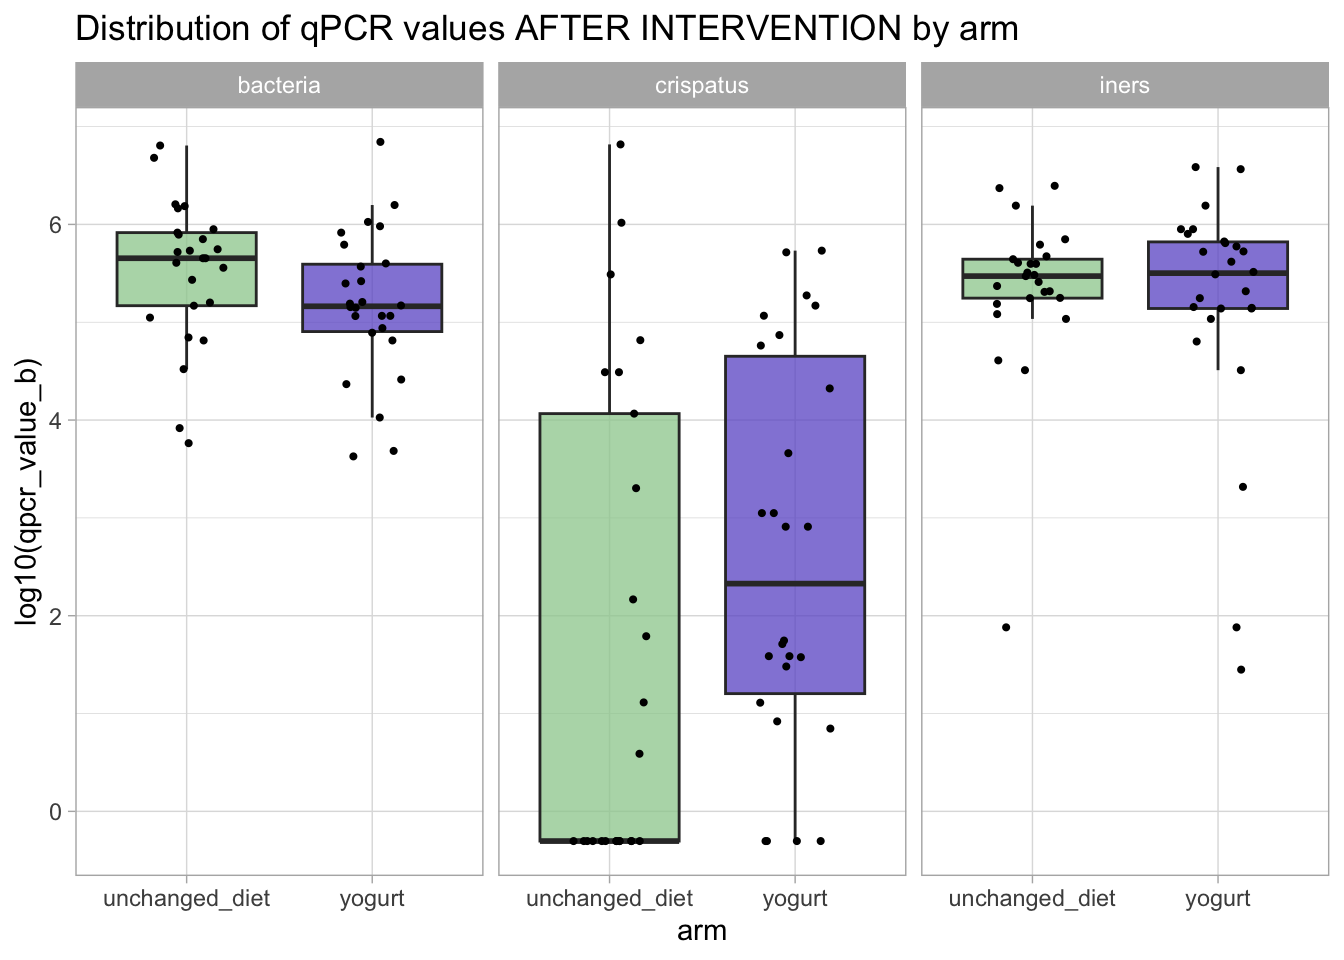 Distribution of qPCR values AFTER INTERVENTION by arm
bacteria
crispatus
iners
log10(qpcr_value_b)
6
4
2
0
unchanged_diet
yogurt
unchanged_diet
yogurt
unchanged_diet
yogurt
arm